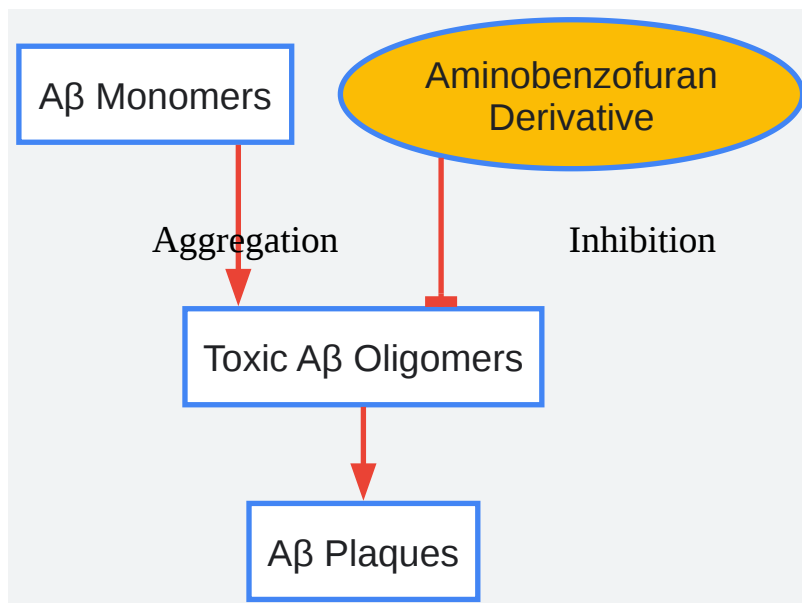 Aβ Monomers
Aminobenzofuran
Derivative
Aggregation
Inhibition
Toxic Aβ Oligomers
Aβ Plaques